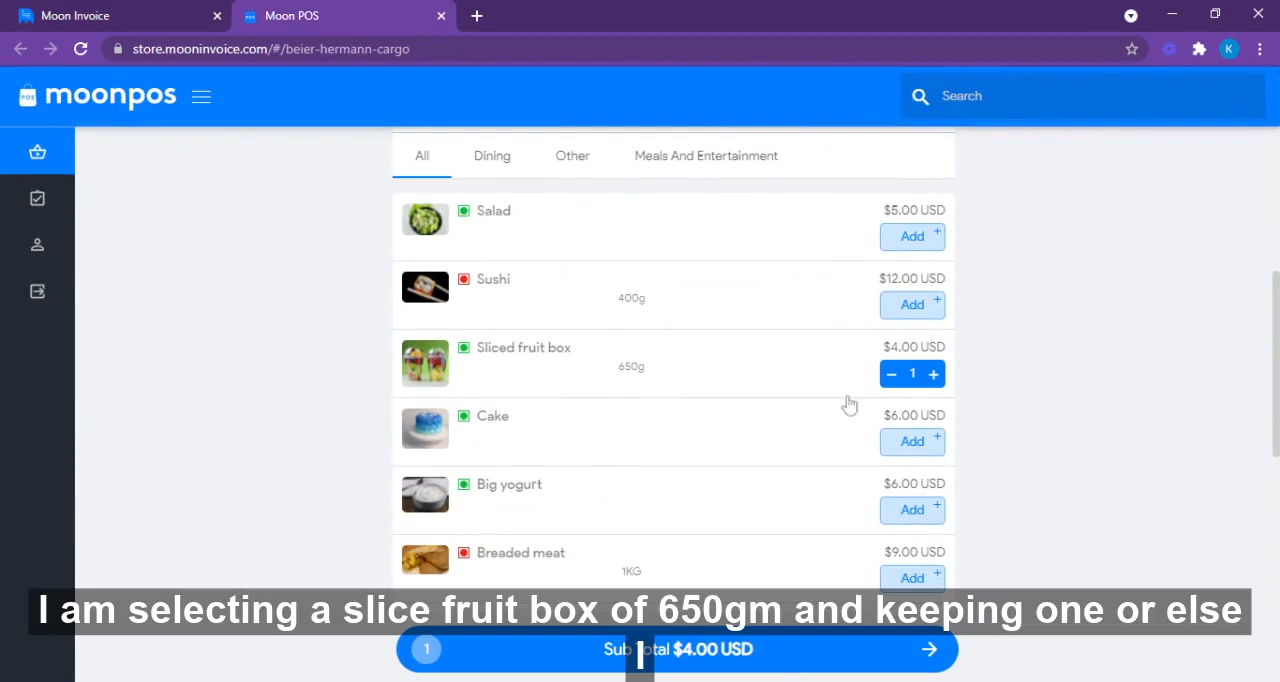 Moon Invoice
Moon POS
store.mooninvoice.com/#/beier-hermann-cargo
K
POS moonpos
Search
All Dining Other Meals And Entertainment
Salad $5.00 USD
Add +
Sushi $12.00 USD
400g
Add +
Sliced fruit box $4.00 USD
650g
− 1 +
Cake $6.00 USD
Add +
Big yogurt $6.00 USD
Add +
Breaded meat $9.00 USD
1KG
Add +
I am selecting a slice fruit box of 650gm and keeping one or else
I
1 Sub Total $4.00 USD